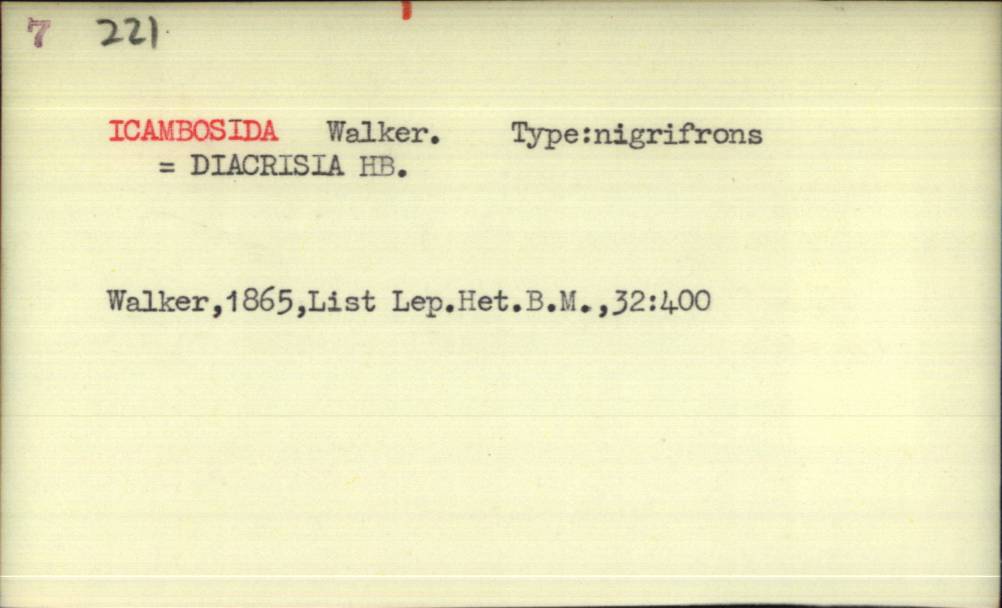 7 221
ICAMBOSIDA Walker. Type:nigrifrons
= DIACRISIA HB.
Walker,1865,List Lep.Het.B.M.,32:400